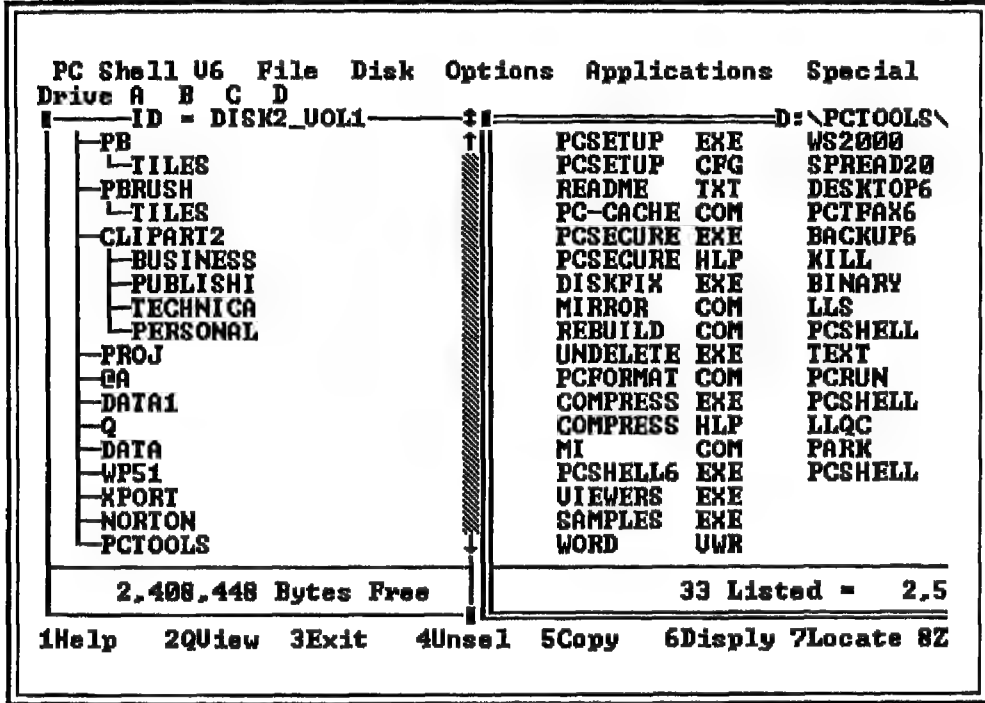 PC Shell V6 File Disk Options Applications Special
Drive A B C D
ID = DISK2_VOL1 D:\PCTOOLS\
PB PCSETUP EXE WS2000
TILES PCSETUP CFG SPREAD20
PBRUSH README TXT DESKTOP6
TILES PC-CACHE COM PCTFAX6
CLIPART2 PCSECURE EXE BACKUP6
BUSINESS PCSECURE HLP KILL
PUBLISHI DISKFIX EXE BINARY
TECHNICA MIRROR COM LLS
PERSONAL REBUILD COM PCSHELL
PROJ UNDELETE EXE TEXT
@A PCFORMAT COM PCRUN
DATA1 COMPRESS EXE PCSHELL
Q COMPRESS HLP LLQC
DATA MI COM PARK
WP51 PCSHELL6 EXE PCSHELL
XPORT VIEWERS EXE
NORTON SAMPLES EXE
PCTOOLS WORD VWR
2,408,448 Bytes Free 33 Listed = 2,5
1Help 2QView 3Exit 4Unsel 5Copy 6Disply 7Locate 8Z